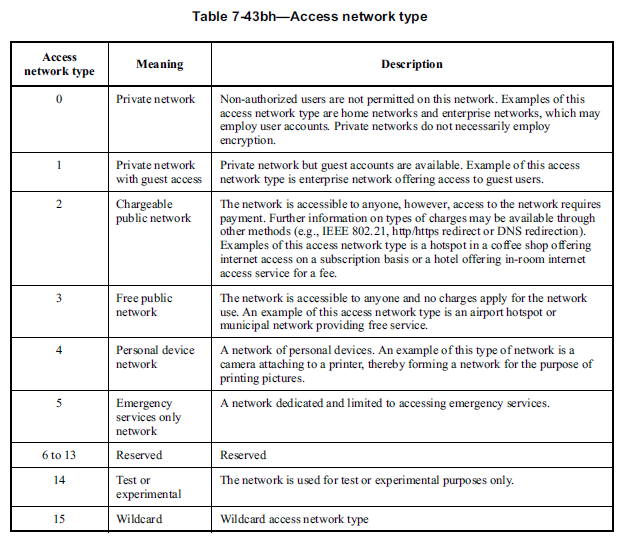 Table 7-43bh—Access network type
Access
network type
Meaning
Description
0
Private network
Non-authorized users are not permitted on this network. Examples of this
access network type are home networks and enterprise networks, which may
employ user accounts. Private networks do not necessarily employ
encryption.
1
Private network
with guest access
Private network but guest accounts are available. Example of this access
network type is enterprise network offering access to guest users.
2
Chargeable
public network
The network is accessible to anyone, however, access to the network requires
payment. Further information on types of charges may be available through
other methods (e.g., IEEE 802.21, http/https redirect or DNS redirection).
Examples of this access network type is a hotspot in a coffee shop offering
internet access on a subscription basis or a hotel offering in-room internet
access service for a fee.
3
Free public
network
The network is accessible to anyone and no charges apply for the network
use. An example of this access network type is an airport hotspot or
municipal network providing free service.
4
Personal device
network
A network of personal devices. An example of this type of network is a
camera attaching to a printer, thereby forming a network for the purpose of
printing pictures.
5
Emergency
services only
network
A network dedicated and limited to accessing emergency services.
6 to 13
Reserved
Reserved
14
Test or
experimental
The network is used for test or experimental purposes only.
15
Wildcard
Wildcard access network type